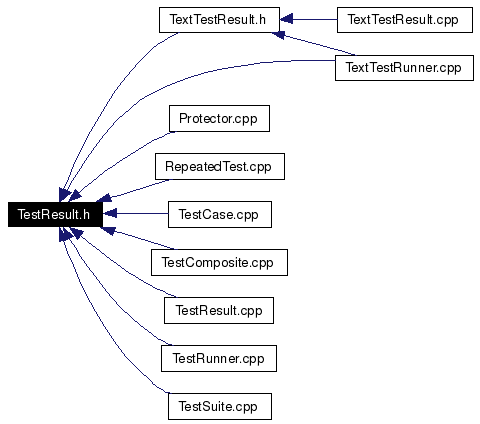 TextTestResult.h
TextTestResult.cpp
TextTestRunner.cpp
Protector.cpp
RepeatedTest.cpp
TestResult.h
TestCase.cpp
TestComposite.cpp
TestResult.cpp
TestRunner.cpp
TestSuite.cpp